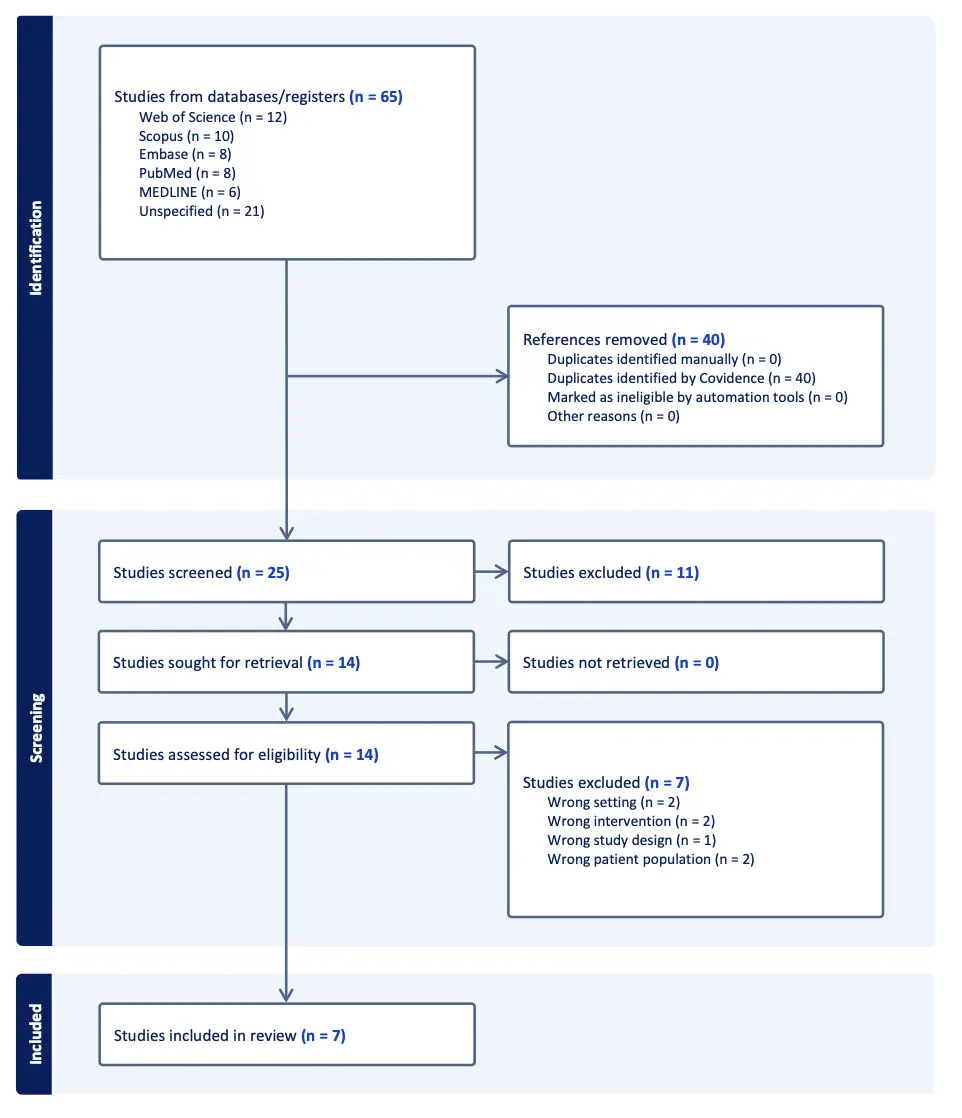 Identification
Studies from databases/registers (n = 65)
Web of Science (n = 12)
Scopus (n = 10)
Embase (n = 8)
PubMed (n = 8)
MEDLINE (n = 6)
Unspecified (n = 21)
References removed (n = 40)
Duplicates identified manually (n = 0)
Duplicates identified by Covidence (n = 40)
Marked as ineligible by automation tools (n = 0)
Other reasons (n = 0)
Screening
Studies screened (n = 25)
Studies excluded (n = 11)
Studies sought for retrieval (n = 14)
Studies not retrieved (n = 0)
Studies assessed for eligibility (n = 14)
Studies excluded (n = 7)
Wrong setting (n = 2)
Wrong intervention (n = 2)
Wrong study design (n = 1)
Wrong patient population (n = 2)
Included
Studies included in review (n = 7)